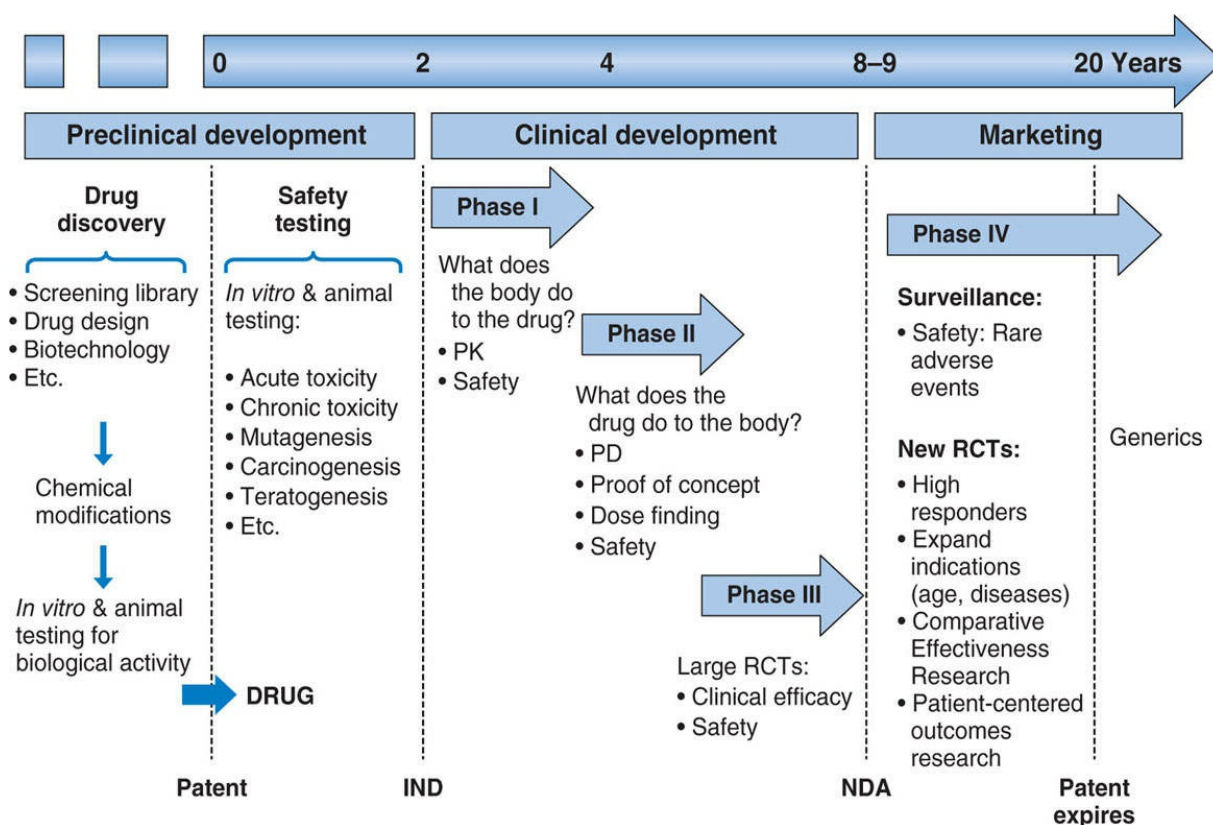 0 2 4 8–9 20 Years
Preclinical development
Clinical development
Marketing
Drug
discovery
• Screening library
• Drug design
• Biotechnology
• Etc.
Chemical
modifications
In vitro & animal
testing for
biological activity
DRUG
Safety
testing
In vitro & animal
testing:
• Acute toxicity
• Chronic toxicity
• Mutagenesis
• Carcinogenesis
• Teratogenesis
• Etc.
Phase I
What does
the body do
to the drug?
• PK
• Safety
Phase II
What does the
drug do to the body?
• PD
• Proof of concept
• Dose finding
• Safety
Phase III
Large RCTs:
• Clinical efficacy
• Safety
Phase IV
Surveillance:
• Safety: Rare
adverse
events
New RCTs:
• High
responders
• Expand
indications
(age, diseases)
• Comparative
Effectiveness
Research
• Patient-centered
outcomes
research
Generics
Patent
IND
NDA
Patent
expires